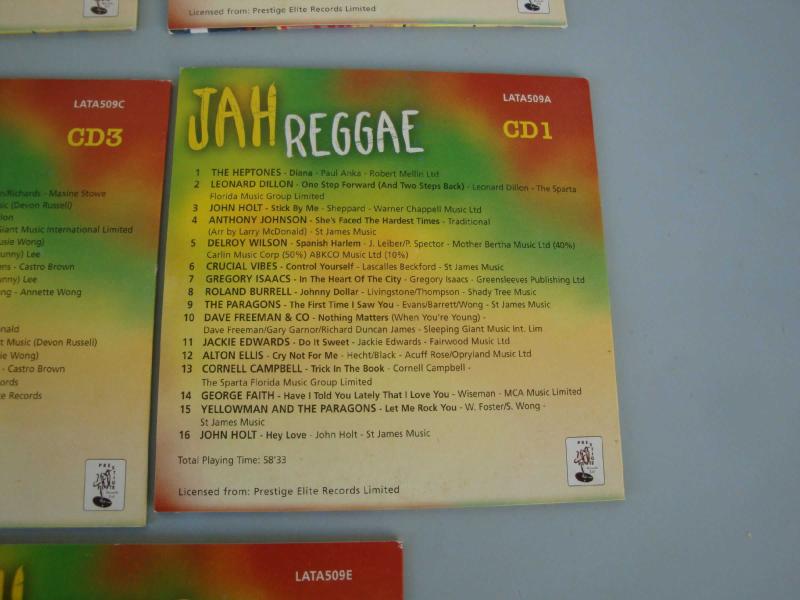 Licensed from: Prestige Elite Records Limited
LATA509C
CD3
/Richards - Maxine Stowe
sic (Devon Russell)
lon
Giant Music International Limited
usie Wong)
unny) Lee
ens - Castro Brown
unny) Lee
ng - Annette Wong
onald
t Music (Devon Russell)
ie Wong)
- Castro Brown
ords
te Records
JAH REGGAE
LATA509A
CD1
1 THE HEPTONES - Diana - Paul Anka - Robert Mellin Ltd
2 LEONARD DILLON - One Stop Forward (And Two Steps Back) - Leonard Dillon - The Sparta
Florida Music Group Limited
3 JOHN HOLT - Stick By Me - Sheppard - Warner Chappell Music Ltd
4 ANTHONY JOHNSON - She's Faced The Hardest Times - Traditional
(Arr by Larry McDonald) - St James Music
5 DELROY WILSON - Spanish Harlem - J. Leiber/P. Spector - Mother Bertha Music Ltd (40%)
Carlin Music Corp (50%) ABKCO Music Ltd (10%)
6 CRUCIAL VIBES - Control Yourself - Lascalles Beckford - St James Music
7 GREGORY ISAACS - In The Heart Of The City - Gregory Isaacs - Greensleeves Publishing Ltd
8 ROLAND BURRELL - Johnny Dollar - Livingstone/Thompson - Shady Tree Music
9 THE PARAGONS - The First Time I Saw You - Evans/Barrett/Wong - St James Music
10 DAVE FREEMAN & CO - Nothing Matters (When You're Young) -
Dave Freeman/Gary Garnor/Richard Duncan James - Sleeping Giant Music Int. Lim
11 JACKIE EDWARDS - Do It Sweet - Jackie Edwards - Fairwood Music Ltd
12 ALTON ELLIS - Cry Not For Me - Hecht/Black - Acuff Rose/Opryland Music Ltd
13 CORNELL CAMPBELL - Trick In The Book - Cornell Campbell -
The Sparta Florida Music Group Limited
14 GEORGE FAITH - Have I Told You Lately That I Love You - Wiseman - MCA Music Limited
15 YELLOWMAN AND THE PARAGONS - Let Me Rock You - W. Foster/S. Wong -
St James Music
16 JOHN HOLT - Hey Love - John Holt - St James Music
Total Playing Time: 58'33
Licensed from: Prestige Elite Records Limited
PRESTIGE
LATA509E